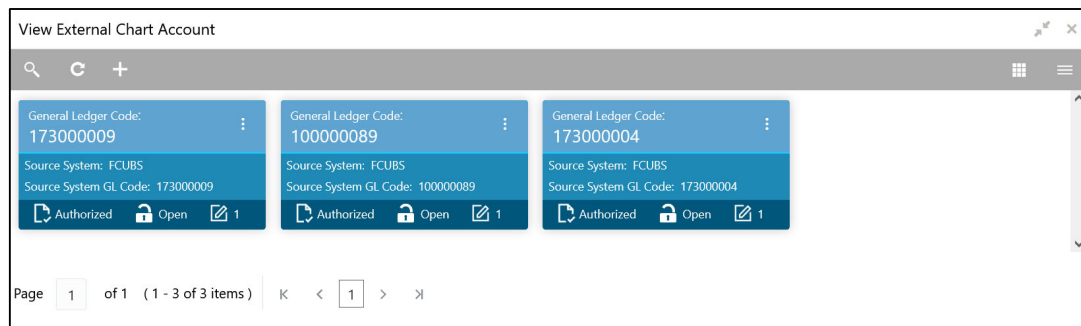 View External Chart Account
General Ledger Code:
173000009
Source System: FCUBS
Source System GL Code: 173000009
Authorized Open 1
General Ledger Code:
100000089
Source System: FCUBS
Source System GL Code: 100000089
Authorized Open 1
General Ledger Code:
173000004
Source System: FCUBS
Source System GL Code: 173000004
Authorized Open 1
Page 1 of 1 ( 1 - 3 of 3 items ) 1